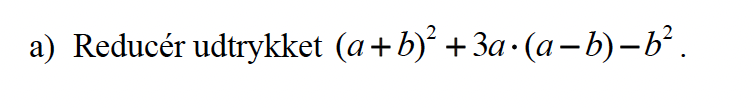 a) Reducér udtrykket (a+b)² + 3a·(a−b) − b².